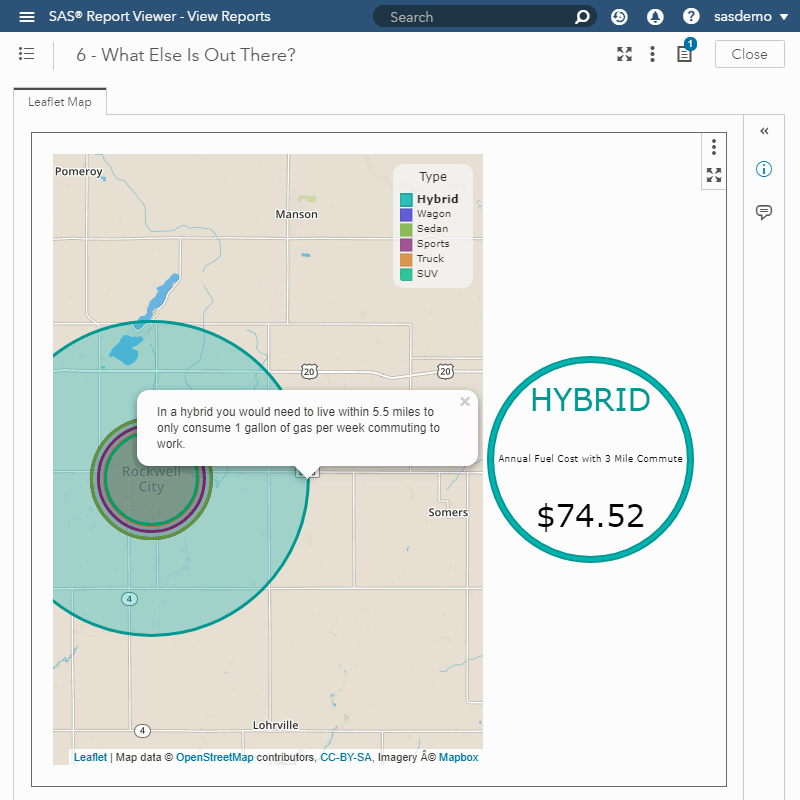 SAS® Report Viewer - View Reports
Search
sasdemo
6 - What Else Is Out There?
1
Close
Leaflet Map
Pomeroy
Manson
Type
Hybrid
Wagon
Sedan
Sports
Truck
SUV
20
20
In a hybrid you would need to live within 5.5 miles to
only consume 1 gallon of gas per week commuting to
work.
Rockwell
City
Somers
4
4
Lohrville
HYBRID
Annual Fuel Cost with 3 Mile Commute
$74.52
Leaflet | Map data © OpenStreetMap contributors, CC-BY-SA, Imagery Â© Mapbox